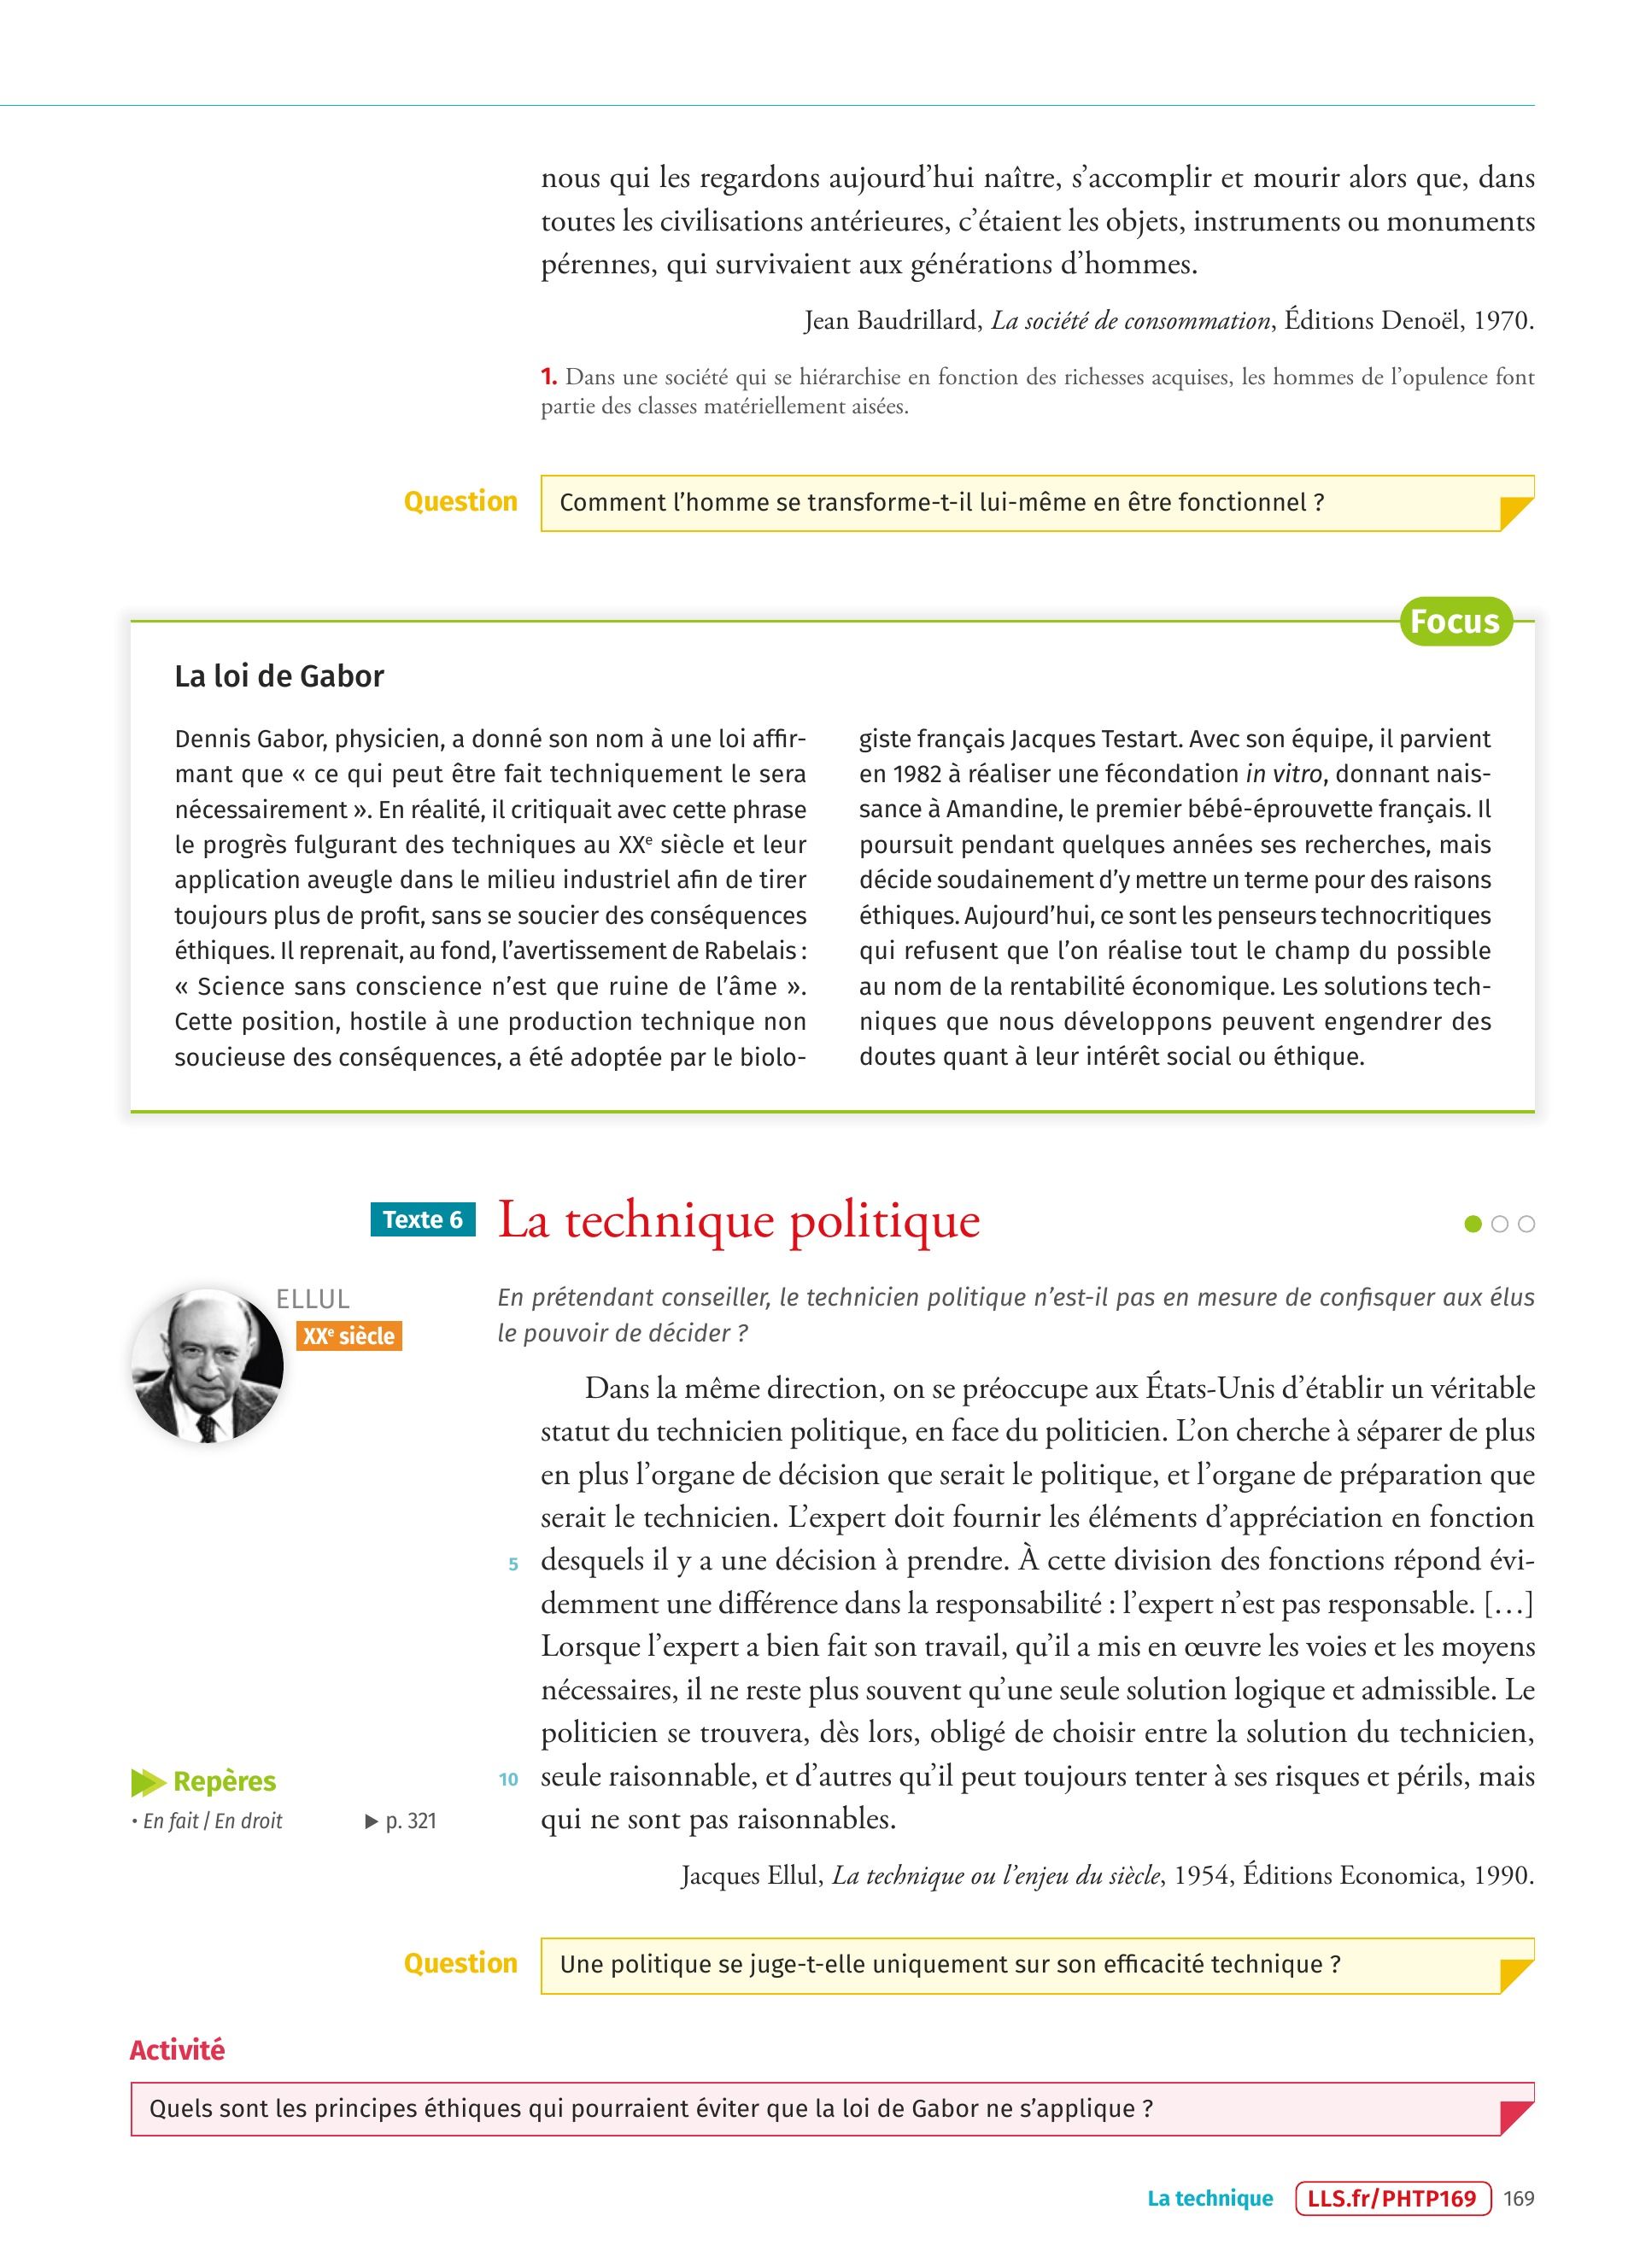 nous qui les regardons aujourd’hui naître, s’accomplir et mourir alors que, dans
toutes les civilisations antérieures, c’étaient les objets, instruments ou monuments
pérennes, qui survivaient aux générations d’hommes.
Jean Baudrillard, La société de consommation, Éditions Denoël, 1970.
1. Dans une société qui se hiérarchise en fonction des richesses acquises, les hommes de l’opulence font
partie des classes matériellement aisées.
Question
Comment l’homme se transforme-t-il lui-même en être fonctionnel ?
Focus
La loi de Gabor
Dennis Gabor, physicien, a donné son nom à une loi affir-
mant que « ce qui peut être fait techniquement le sera
nécessairement ». En réalité, il critiquait avec cette phrase
le progrès fulgurant des techniques au XXe siècle et leur
application aveugle dans le milieu industriel afin de tirer
toujours plus de profit, sans se soucier des conséquences
éthiques. Il reprenait, au fond, l’avertissement de Rabelais :
« Science sans conscience n’est que ruine de l’âme ».
Cette position, hostile à une production technique non
soucieuse des conséquences, a été adoptée par le biolo-
giste français Jacques Testart. Avec son équipe, il parvient
en 1982 à réaliser une fécondation in vitro, donnant nais-
sance à Amandine, le premier bébé-éprouvette français. Il
poursuit pendant quelques années ses recherches, mais
décide soudainement d’y mettre un terme pour des raisons
éthiques. Aujourd’hui, ce sont les penseurs technocritiques
qui refusent que l’on réalise tout le champ du possible
au nom de la rentabilité économique. Les solutions tech-
niques que nous développons peuvent engendrer des
doutes quant à leur intérêt social ou éthique.
Texte 6
La technique politique
ELLUL
XXe siècle
En prétendant conseiller, le technicien politique n’est-il pas en mesure de confisquer aux élus
le pouvoir de décider ?
Dans la même direction, on se préoccupe aux États-Unis d’établir un véritable
statut du technicien politique, en face du politicien. L’on cherche à séparer de plus
en plus l’organe de décision que serait le politique, et l’organe de préparation que
serait le technicien. L’expert doit fournir les éléments d’appréciation en fonction
5 desquels il y a une décision à prendre. À cette division des fonctions répond évi-
demment une différence dans la responsabilité : l’expert n’est pas responsable. […]
Lorsque l’expert a bien fait son travail, qu’il a mis en œuvre les voies et les moyens
nécessaires, il ne reste plus souvent qu’une seule solution logique et admissible. Le
politicien se trouvera, dès lors, obligé de choisir entre la solution du technicien,
10 seule raisonnable, et d’autres qu’il peut toujours tenter à ses risques et périls, mais
qui ne sont pas raisonnables.
Repères
• En fait / En droit ▶ p. 321
Jacques Ellul, La technique ou l’enjeu du siècle, 1954, Éditions Economica, 1990.
Question
Une politique se juge-t-elle uniquement sur son efficacité technique ?
Activité
Quels sont les principes éthiques qui pourraient éviter que la loi de Gabor ne s’applique ?
La technique LLS.fr/PHTP169 169